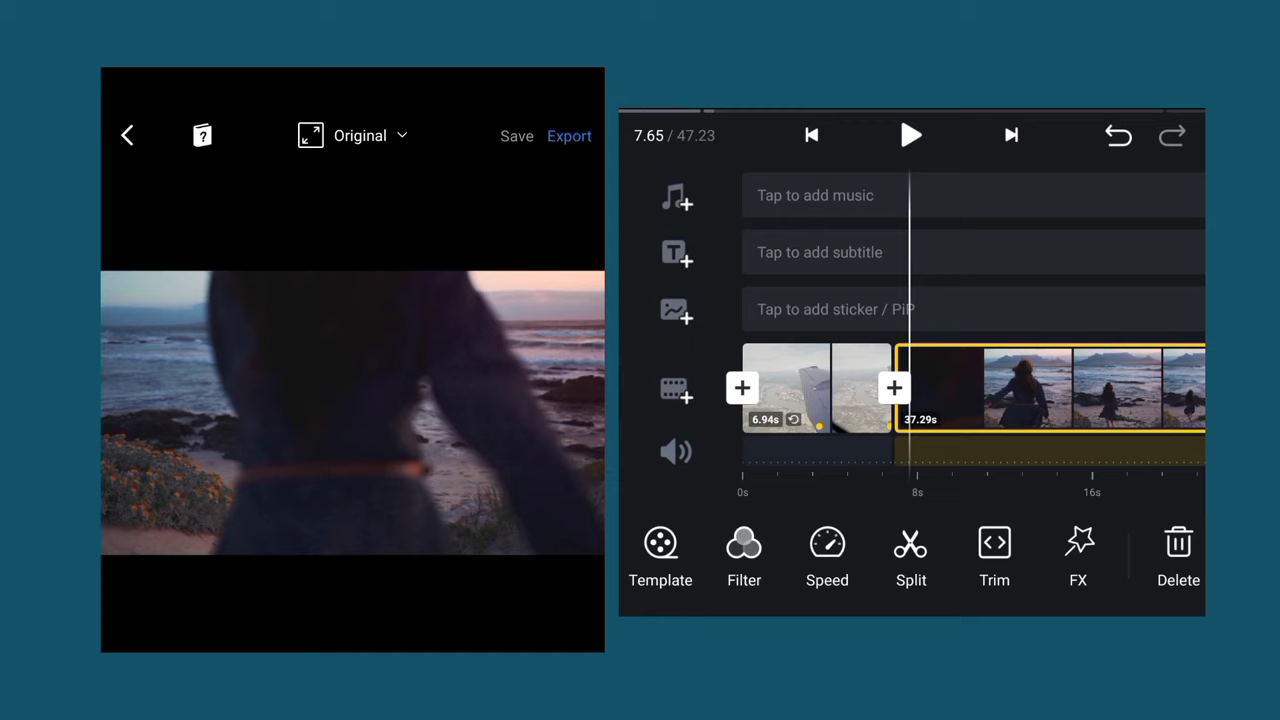 Original
Save Export
7.65 / 47.23
Tap to add music
Tap to add subtitle
Tap to add sticker / PiP
6.94s
37.29s
0s 8s 16s
Template Filter Speed Split Trim FX Delete